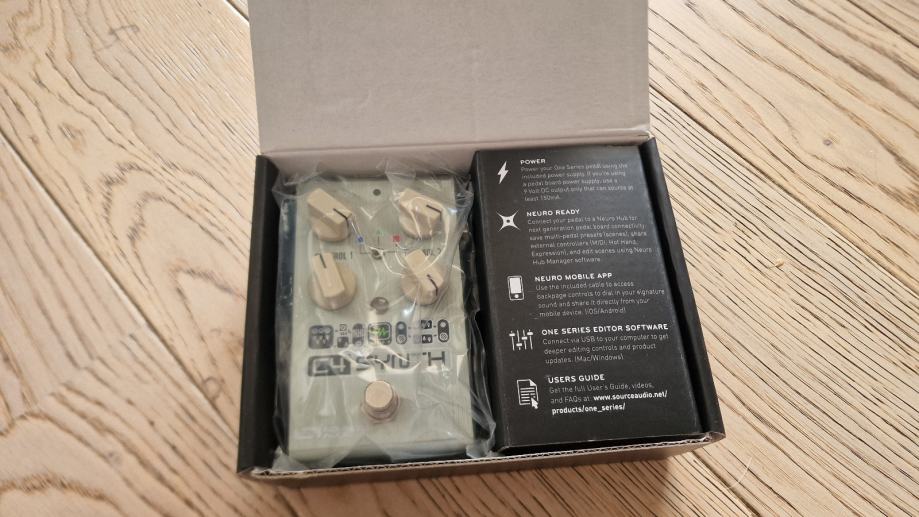 C4 SYNTH
POWER
Power your One Series pedal using the
included power supply. If you're using
a pedal board power supply, use a
9 Volt DC output only that can source at
least 150mA.
NEURO READY
Connect your pedal to a Neuro Hub for
next generation pedal board connectivity
save multi-pedal presets (scenes), share
external controllers (MIDI, Hot Hand,
Expression), and edit scenes using Neuro
Hub Manager software.
NEURO MOBILE APP
Use the included cable to access
backpage controls to dial in your signature
sound and share it directly from your
mobile device. (iOS/Android)
ONE SERIES EDITOR SOFTWARE
Connect via USB to your computer to get
deeper editing controls and product
updates. (Mac/Windows)
USERS GUIDE
Get the full User's Guide, videos,
and FAQs at: www.sourceaudio.net/
products/one_series/